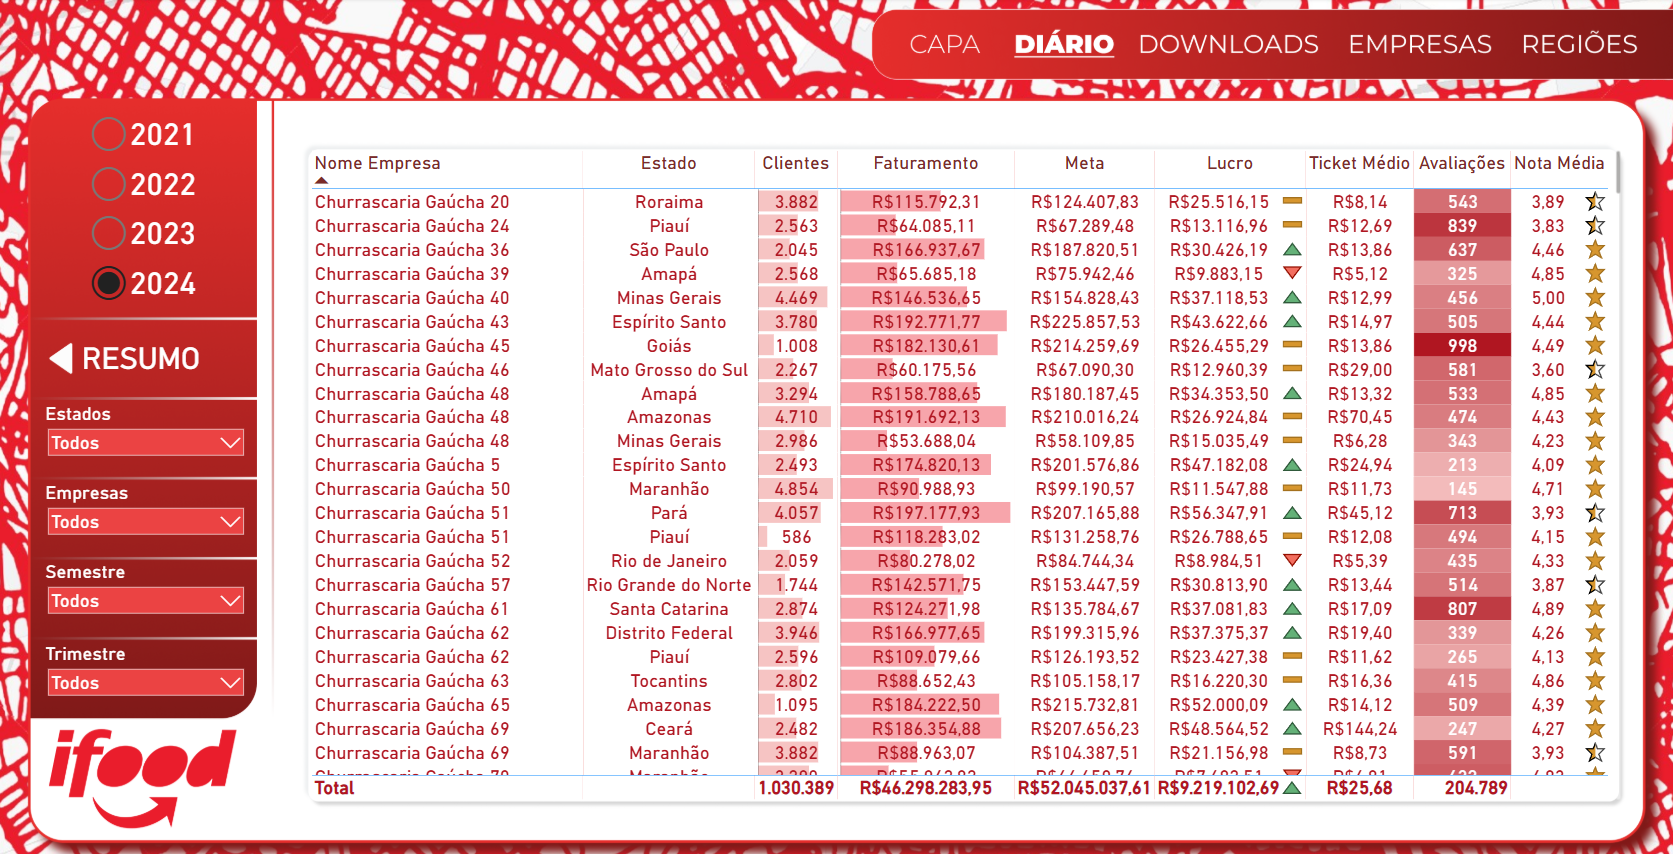 CAPA DIÁRIO DOWNLOADS EMPRESAS REGIÕES
2021
2022
2023
2024
RESUMO
Estados
Todos
Empresas
Todos
Semestre
Todos
Trimestre
Todos
ifood
Nome Empresa Estado Clientes Faturamento Meta Lucro Ticket Médio Avaliações Nota Média
Churrascaria Gaúcha 20 Roraima 3.882 R$115.792,31 R$124.407,83 R$25.516,15 R$8,14 543 3,89
Churrascaria Gaúcha 24 Piauí 2.563 R$64.085,11 R$67.289,48 R$13.116,96 R$12,69 839 3,83
Churrascaria Gaúcha 36 São Paulo 2.045 R$166.937,67 R$187.820,51 R$30.426,19 R$13,86 637 4,46
Churrascaria Gaúcha 39 Amapá 2.568 R$65.685,18 R$75.942,46 R$9.883,15 R$5,12 325 4,85
Churrascaria Gaúcha 40 Minas Gerais 4.469 R$146.536,65 R$154.828,43 R$37.118,53 R$12,99 456 5,00
Churrascaria Gaúcha 43 Espírito Santo 3.780 R$192.771,77 R$225.857,53 R$43.622,66 R$14,97 505 4,44
Churrascaria Gaúcha 45 Goiás 1.008 R$182.130,61 R$214.259,69 R$26.455,29 R$13,86 998 4,49
Churrascaria Gaúcha 46 Mato Grosso do Sul 2.267 R$60.175,56 R$67.090,30 R$12.960,39 R$29,00 581 3,60
Churrascaria Gaúcha 48 Amapá 3.294 R$158.788,65 R$180.187,45 R$34.353,50 R$13,32 533 4,85
Churrascaria Gaúcha 48 Amazonas 4.710 R$191.692,13 R$210.016,24 R$26.924,84 R$70,45 474 4,43
Churrascaria Gaúcha 48 Minas Gerais 2.986 R$53.688,04 R$58.109,85 R$15.035,49 R$6,28 343 4,23
Churrascaria Gaúcha 5 Espírito Santo 2.493 R$174.820,13 R$201.576,86 R$47.182,08 R$24,94 213 4,09
Churrascaria Gaúcha 50 Maranhão 4.854 R$90.988,93 R$99.190,57 R$11.547,88 R$11,73 145 4,71
Churrascaria Gaúcha 51 Pará 4.057 R$197.177,93 R$207.165,88 R$56.347,91 R$45,12 713 3,93
Churrascaria Gaúcha 51 Piauí 586 R$118.283,02 R$131.258,76 R$26.788,65 R$12,08 494 4,15
Churrascaria Gaúcha 52 Rio de Janeiro 2.059 R$80.278,02 R$84.744,34 R$8.984,51 R$5,39 435 4,33
Churrascaria Gaúcha 57 Rio Grande do Norte 1.744 R$142.571,75 R$153.447,59 R$30.813,90 R$13,44 514 3,87
Churrascaria Gaúcha 61 Santa Catarina 2.874 R$124.271,98 R$135.784,67 R$37.081,83 R$17,09 807 4,89
Churrascaria Gaúcha 62 Distrito Federal 3.946 R$166.977,65 R$199.315,96 R$37.375,37 R$19,40 339 4,26
Churrascaria Gaúcha 62 Piauí 2.596 R$109.079,66 R$126.193,52 R$23.427,38 R$11,62 265 4,13
Churrascaria Gaúcha 63 Tocantins 2.802 R$88.652,43 R$105.158,17 R$16.220,30 R$16,36 415 4,86
Churrascaria Gaúcha 65 Amazonas 1.095 R$184.222,50 R$215.732,81 R$52.000,09 R$14,12 509 4,39
Churrascaria Gaúcha 69 Ceará 2.482 R$186.354,88 R$207.656,23 R$48.564,52 R$144,24 247 4,27
Churrascaria Gaúcha 69 Maranhão 3.882 R$88.963,07 R$104.387,51 R$21.156,98 R$8,73 591 3,93
Total 1.030.389 R$46.298.283,95 R$52.045.037,61 R$9.219.102,69 R$25,68 204.789